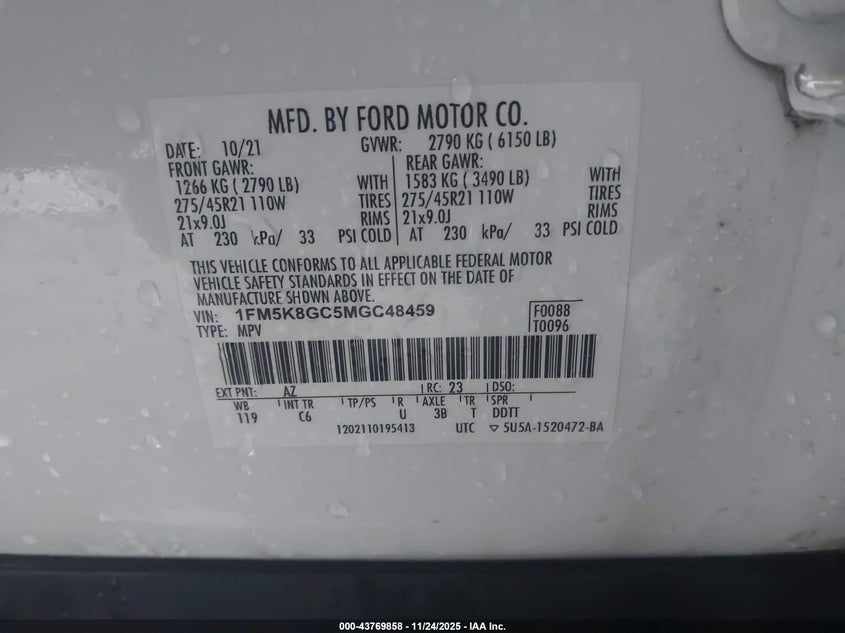 MFD. BY FORD MOTOR CO.
DATE: 10/21 GVWR: 2790 KG ( 6150 LB)
FRONT GAWR: REAR GAWR:
1266 KG ( 2790 LB) WITH 1583 KG ( 3490 LB) WITH
275/45R21 110W TIRES 275/45R21 110W TIRES
21x9.0J RIMS 21x9.0J RIMS
AT 230 kPa/ 33 PSI COLD AT 230 kPa/ 33 PSI COLD
THIS VEHICLE CONFORMS TO ALL APPLICABLE FEDERAL MOTOR
VEHICLE SAFETY STANDARDS IN EFFECT ON THE DATE OF
MANUFACTURE SHOWN ABOVE.
VIN: 1FM5K8GC5MGC48459 F0088
TYPE: MPV T0096
EXT PNT: AZ RC: 23 DSO:
WB INT TR TP/PS R AXLE TR SPR
119 C6 U 3B T DDTT
1202110195413 UTC ▽ 5U5A-1520472-BA
000-43769858 - 11/24/2025 - IAA Inc.